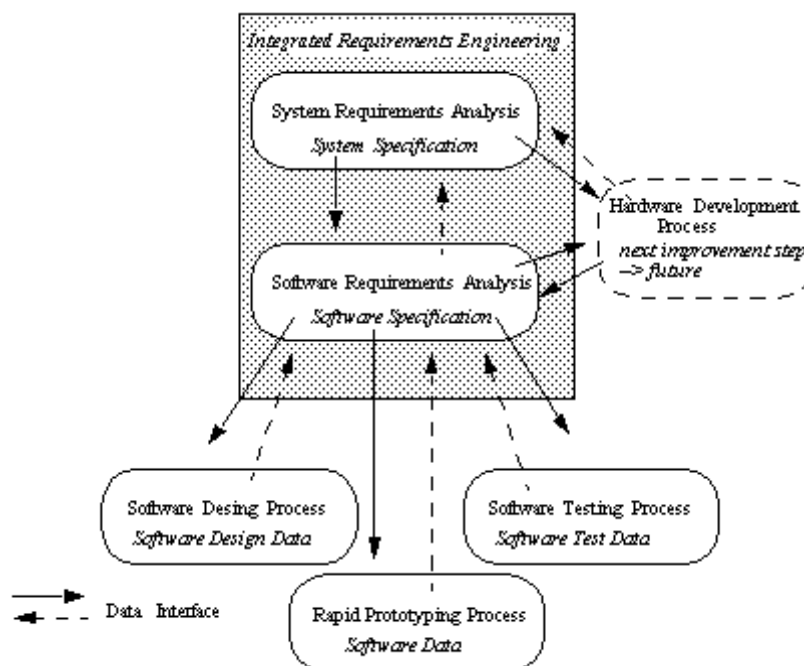 Integrated Requirements Engineering
System Requirements Analysis
System Specification
Hardware Development
Process
next improvement step
--> future
Software Requirements Analysis
Software Specification
Software Desing Process
Software Design Data
Software Testing Process
Software Test Data
Data Interface
Rapid Prototyping Process
Software Data